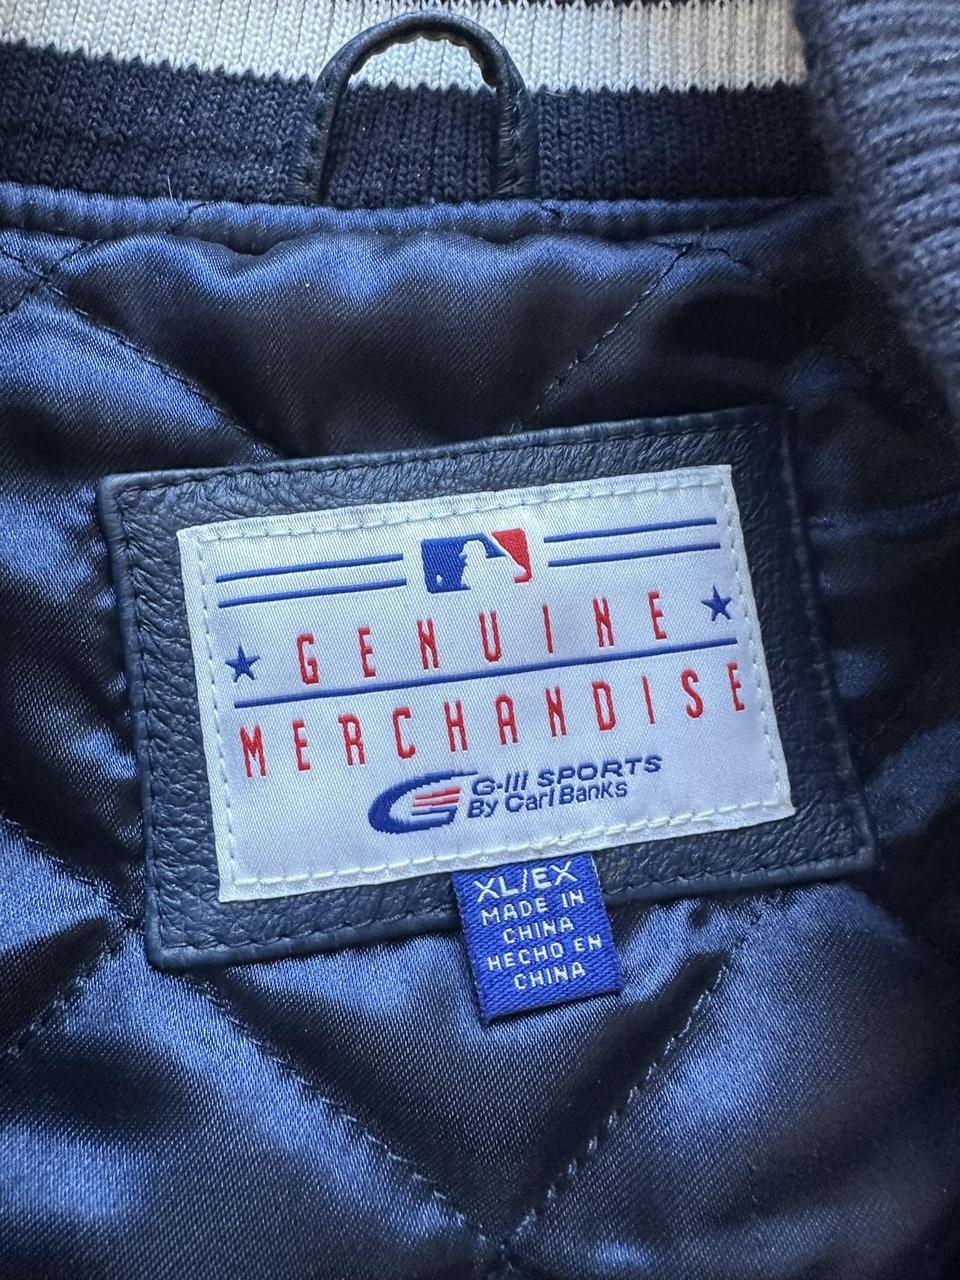 GENUINE
MERCHANDISE
G-III SPORTS
By Carl Banks
XL/EX
MADE IN
CHINA
HECHO EN
CHINA